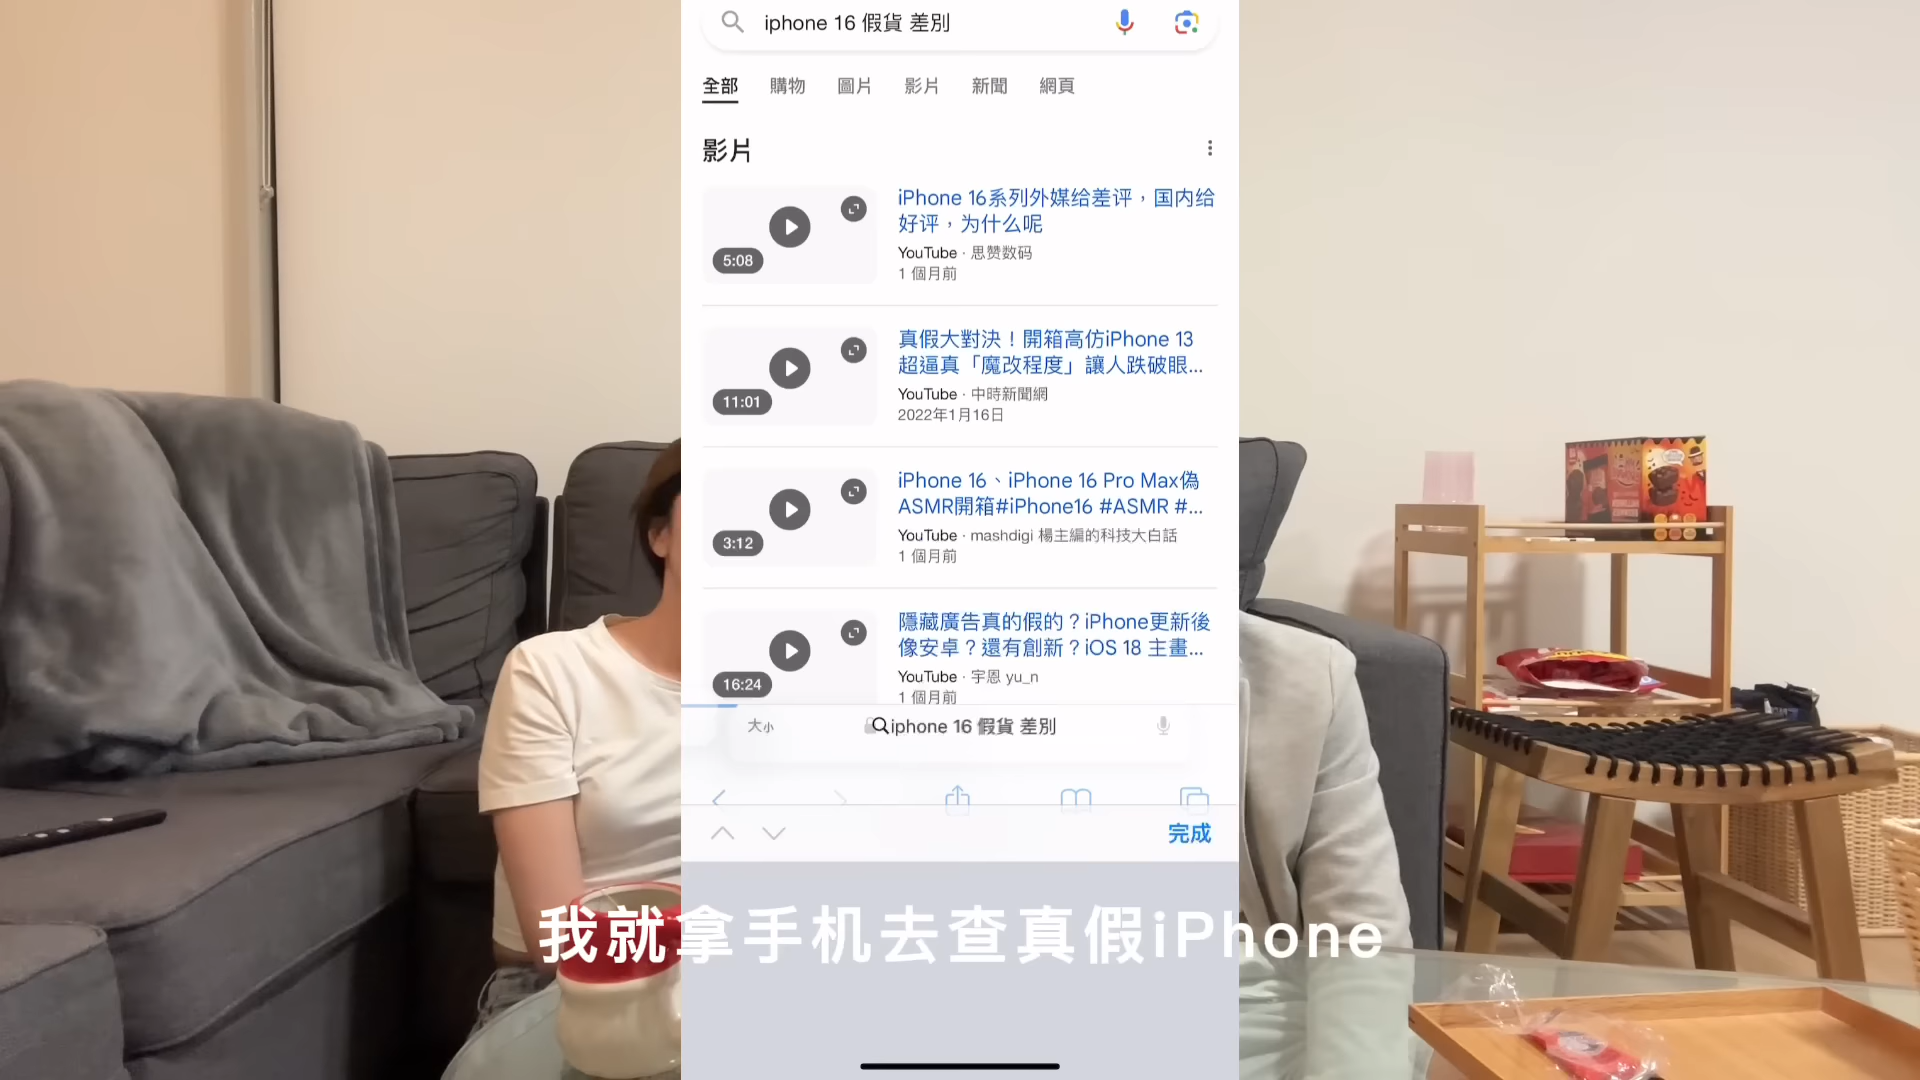 iphone 16 假貨 差別
全部 購物 圖片 影片 新聞 網頁
影片
iPhone 16系列外媒给差评，国内给
好评，为什么呢
YouTube · 思赞数码
1 個月前
5:08
真假大對決！開箱高仿iPhone 13
超逼真「魔改程度」讓人跌破眼...
YouTube · 中時新聞網
2022年1月16日
11:01
iPhone 16、iPhone 16 Pro Max偽
ASMR開箱#iPhone16 #ASMR #...
YouTube · mashdigi 楊主編的科技大白話
1 個月前
3:12
隱藏廣告真的假的？iPhone更新後
像安卓？還有創新？iOS 18 主畫...
YouTube · 宇恩 yu_n
1 個月前
16:24
大小 iphone 16 假貨 差別
完成
我就拿手机去查真假iPhone